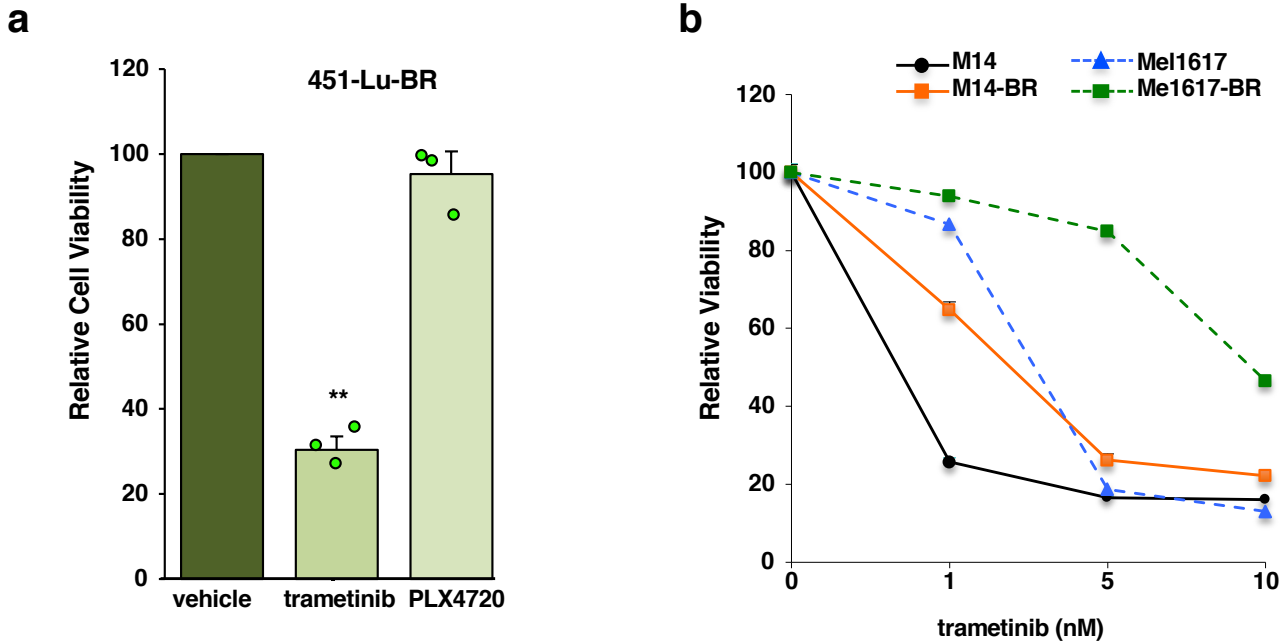 a
451-Lu-BR
Relative Cell Viability
120
100
80
60
40
20
0
**
vehicle trametinib PLX4720
b
M14 Mel1617
M14-BR Me1617-BR
Relative Viability
120
100
80
60
40
20
0
0 1 5 10
trametinib (nM)